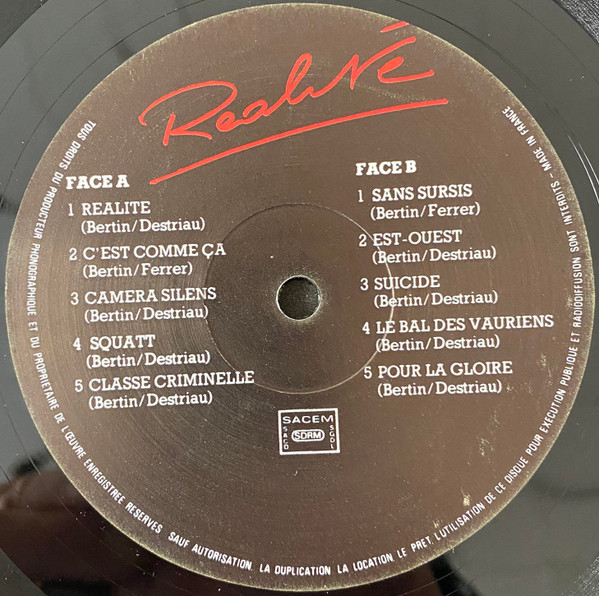 Realité
FACE A
1 REALITE
(Bertin/Destriau)
2 C'EST COMME ÇA
(Bertin/Ferrer)
3 CAMERA SILENS
(Bertin/Destriau)
4 SQUATT
(Bertin/Destriau)
5 CLASSE CRIMINELLE
(Bertin/Destriau)
FACE B
1 SANS SURSIS
(Bertin/Ferrer)
2 EST-OUEST
(Bertin/Destriau)
3 SUICIDE
(Bertin/Destriau)
4 LE BAL DES VAURIENS
(Bertin/Destriau)
5 POUR LA GLOIRE
(Bertin/Destriau)
SACEM
SACD
SDRM
SGDL
TOUS DROITS DU PRODUCTEUR PHONOGRAPHIQUE ET DU PROPRIETAIRE DE L'ŒUVRE ENREGISTREE RESERVES. SAUF AUTORISATION, LA DUPLICATION, LA LOCATION, LE PRET, L'UTILISATION DE CE DISQUE POUR EXECUTION PUBLIQUE ET RADIODIFFUSION SONT INTERDITS - MADE IN FRANCE